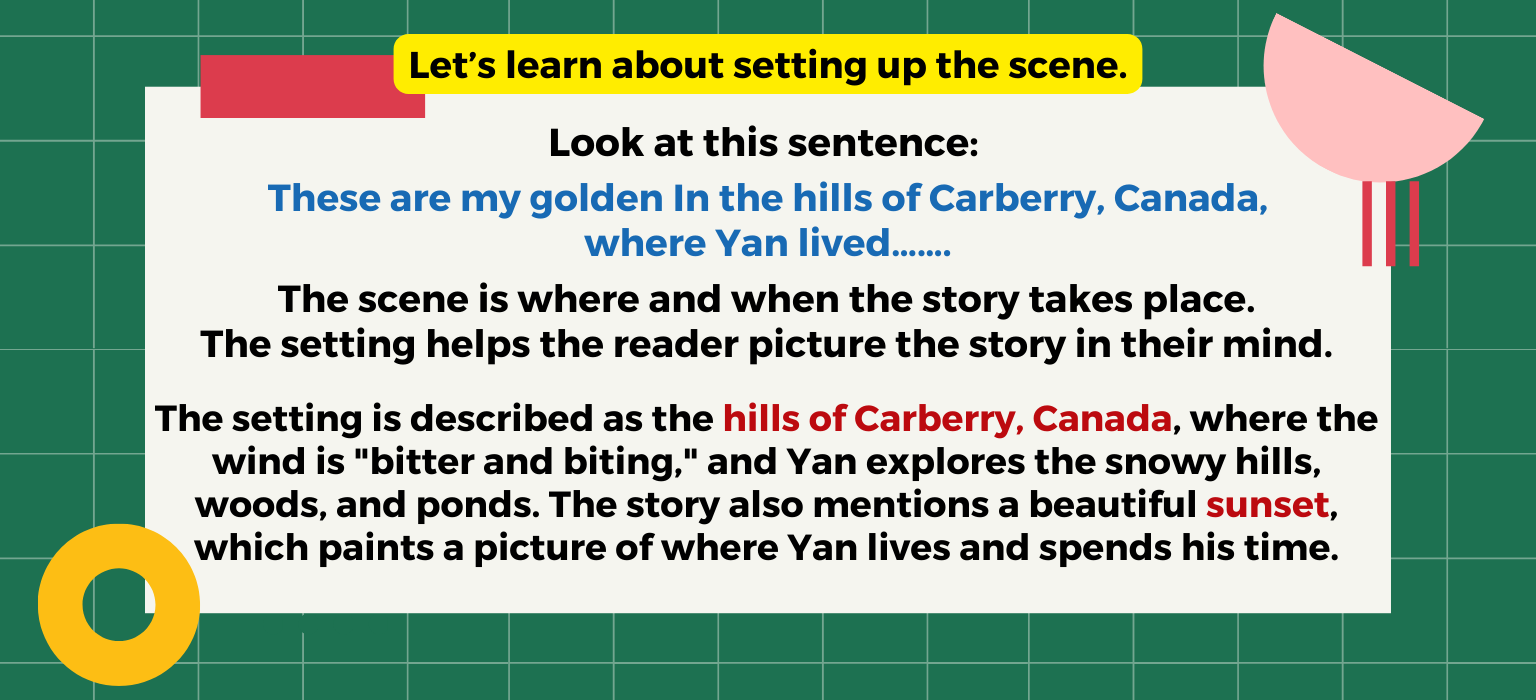 Let’s learn about setting up the scene.
Look at this sentence:
These are my golden In the hills of Carberry, Canada,
where Yan lived.......
The scene is where and when the story takes place.
The setting helps the reader picture the story in their mind.
The setting is described as the hills of Carberry, Canada, where the
wind is "bitter and biting," and Yan explores the snowy hills,
woods, and ponds. The story also mentions a beautiful sunset,
which paints a picture of where Yan lives and spends his time.